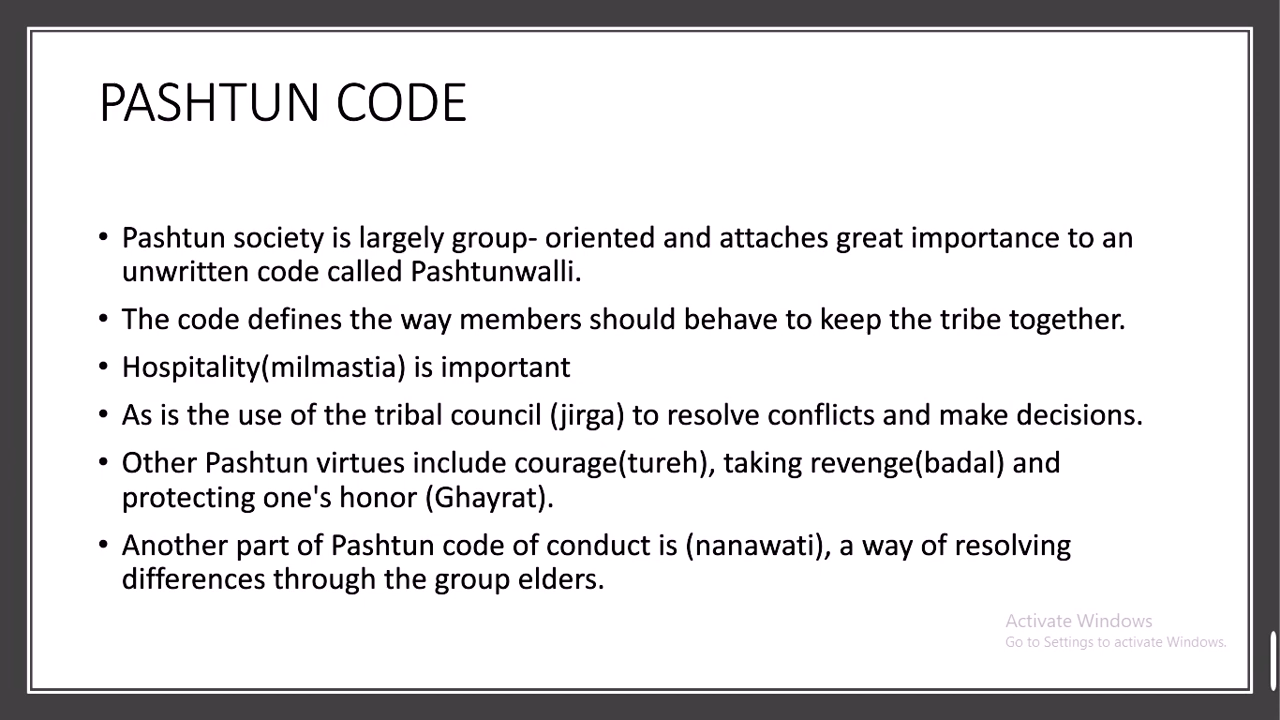 PASHTUN CODE
• Pashtun society is largely group- oriented and attaches great importance to an
unwritten code called Pashtunwalli.
• The code defines the way members should behave to keep the tribe together.
• Hospitality(milmastia) is important
• As is the use of the tribal council (jirga) to resolve conflicts and make decisions.
• Other Pashtun virtues include courage(tureh), taking revenge(badal) and
protecting one's honor (Ghayrat).
• Another part of Pashtun code of conduct is (nanawati), a way of resolving
differences through the group elders.
Activate Windows
Go to Settings to activate Windows.